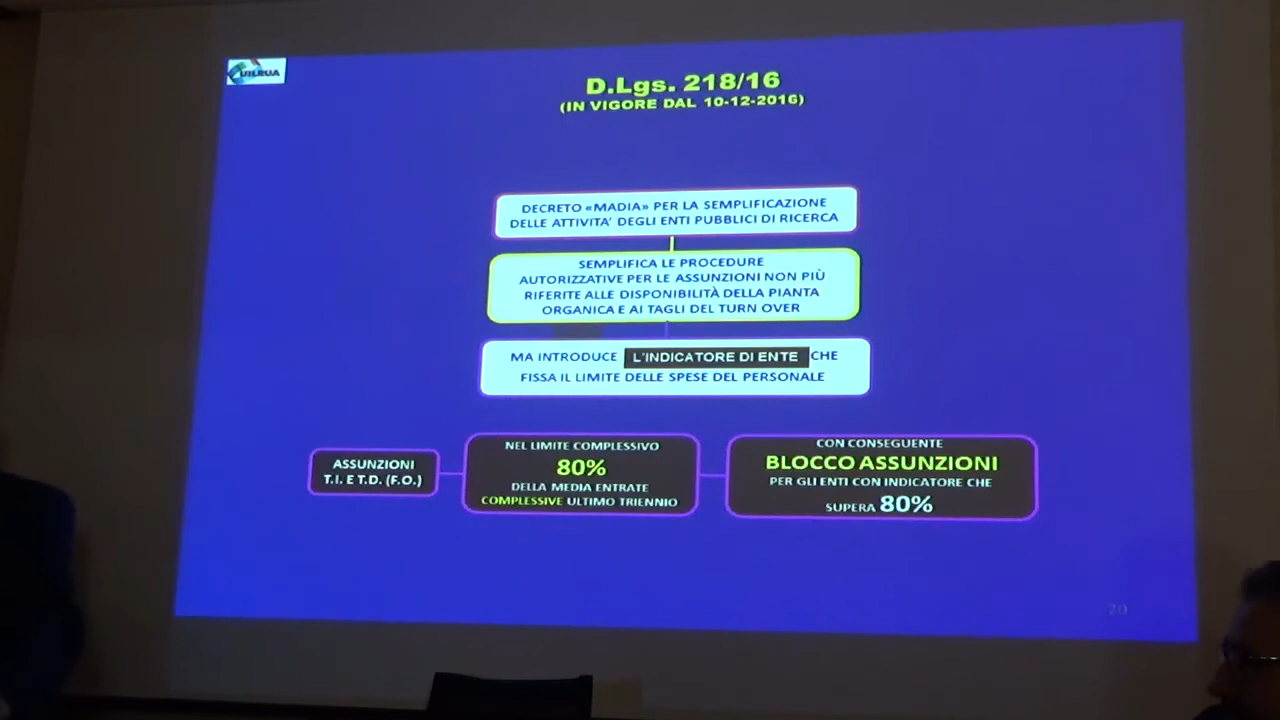 UILRUA
D.Lgs. 218/16
(IN VIGORE DAL 10-12-2016)
DECRETO «MADIA» PER LA SEMPLIFICAZIONE
DELLE ATTIVITA' DEGLI ENTI PUBBLICI DI RICERCA
SEMPLIFICA LE PROCEDURE
AUTORIZZATIVE PER LE ASSUNZIONI NON PIÙ
RIFERITE ALLE DISPONIBILITÀ DELLA PIANTA
ORGANICA E AI TAGLI DEL TURN OVER
MA INTRODUCE L'INDICATORE DI ENTE CHE
FISSA IL LIMITE DELLE SPESE DEL PERSONALE
ASSUNZIONI
T.I. E T.D. (F.O.)
NEL LIMITE COMPLESSIVO
80%
DELLA MEDIA ENTRATE
COMPLESSIVE ULTIMO TRIENNIO
CON CONSEGUENTE
BLOCCO ASSUNZIONI
PER GLI ENTI CON INDICATORE CHE
SUPERA 80%
20